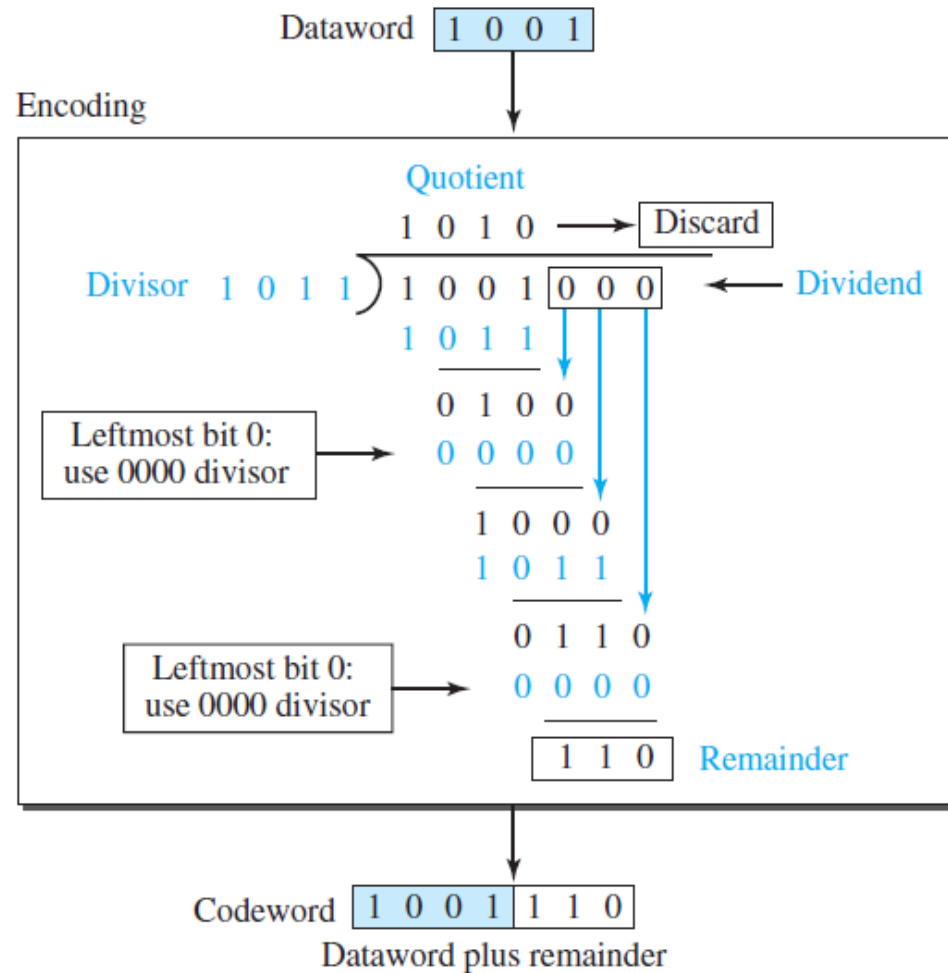 Dataword 1 0 0 1
Encoding
Quotient
1 0 1 0 Discard
Divisor 1 0 1 1 1 0 0 1 0 0 0 Dividend
1 0 1 1
0 1 0 0
Leftmost bit 0:
use 0000 divisor
0 0 0 0
1 0 0 0
1 0 1 1
0 1 1 0
Leftmost bit 0:
use 0000 divisor
0 0 0 0
1 1 0 Remainder
Codeword 1 0 0 1 1 1 0
Dataword plus remainder